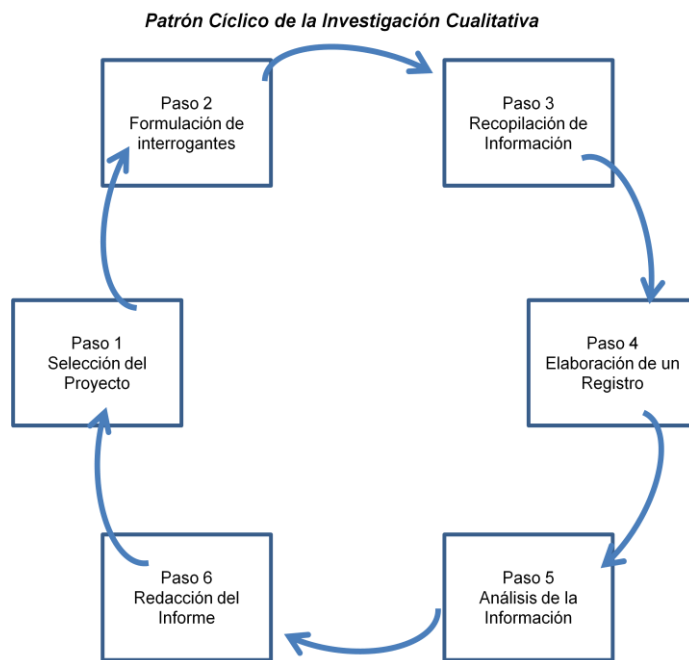 Patrón Cíclico de la Investigación Cualitativa
Paso 2
Formulación de
interrogantes
Paso 3
Recopilación de
Información
Paso 1
Selección del
Proyecto
Paso 4
Elaboración de un
Registro
Paso 6
Redacción del
Informe
Paso 5
Análisis de la
Información